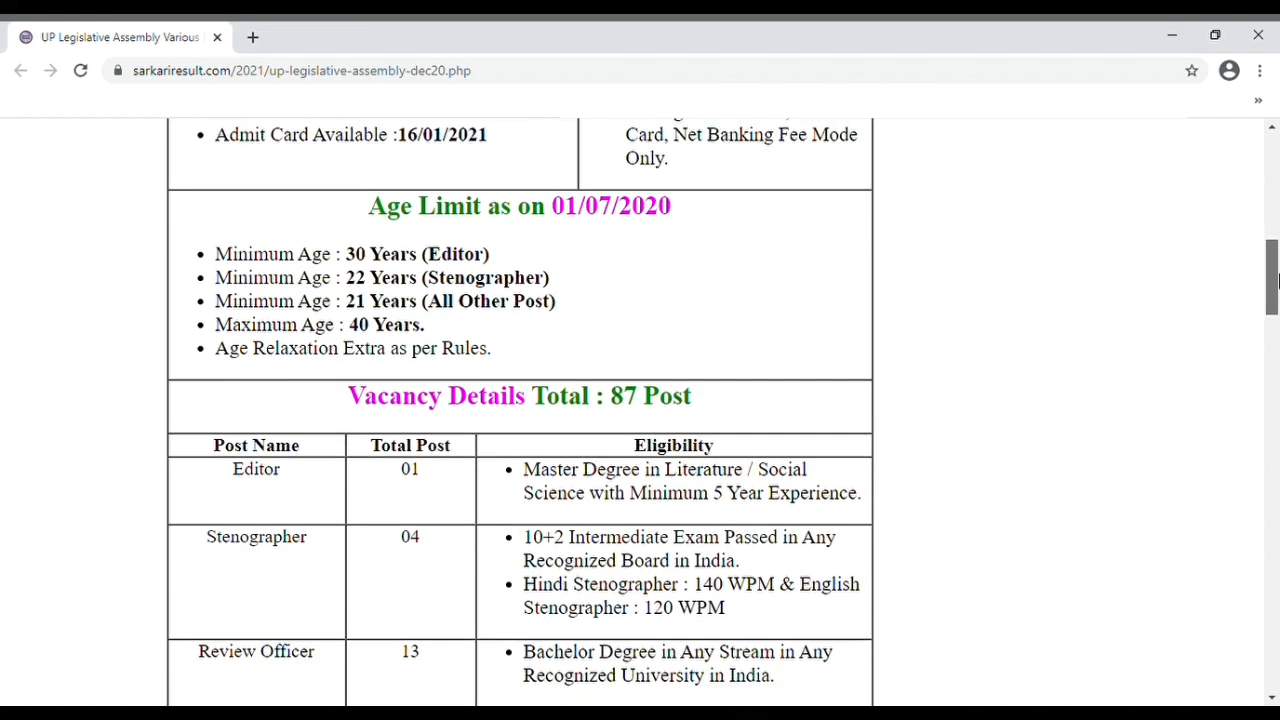 UP Legislative Assembly Various
sarkariresult.com/2021/up-legislative-assembly-dec20.php
Admit Card Available :16/01/2021
Card, Net Banking Fee Mode
Only.
Age Limit as on 01/07/2020
Minimum Age : 30 Years (Editor)
Minimum Age : 22 Years (Stenographer)
Minimum Age : 21 Years (All Other Post)
Maximum Age : 40 Years.
Age Relaxation Extra as per Rules.
Vacancy Details Total : 87 Post
Post Name Total Post Eligibility
Editor 01 Master Degree in Literature / Social
Science with Minimum 5 Year Experience.
Stenographer 04 10+2 Intermediate Exam Passed in Any
Recognized Board in India.
Hindi Stenographer : 140 WPM & English
Stenographer : 120 WPM
Review Officer 13 Bachelor Degree in Any Stream in Any
Recognized University in India.